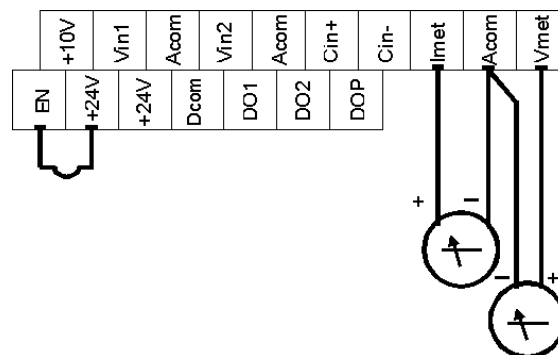 +10V Vin1 Acom Vin2 Acom Cin+ Cin- Imet Acom Vmet
EN +24V +24V Dcom DO1 DO2 DOP
+ –
– +